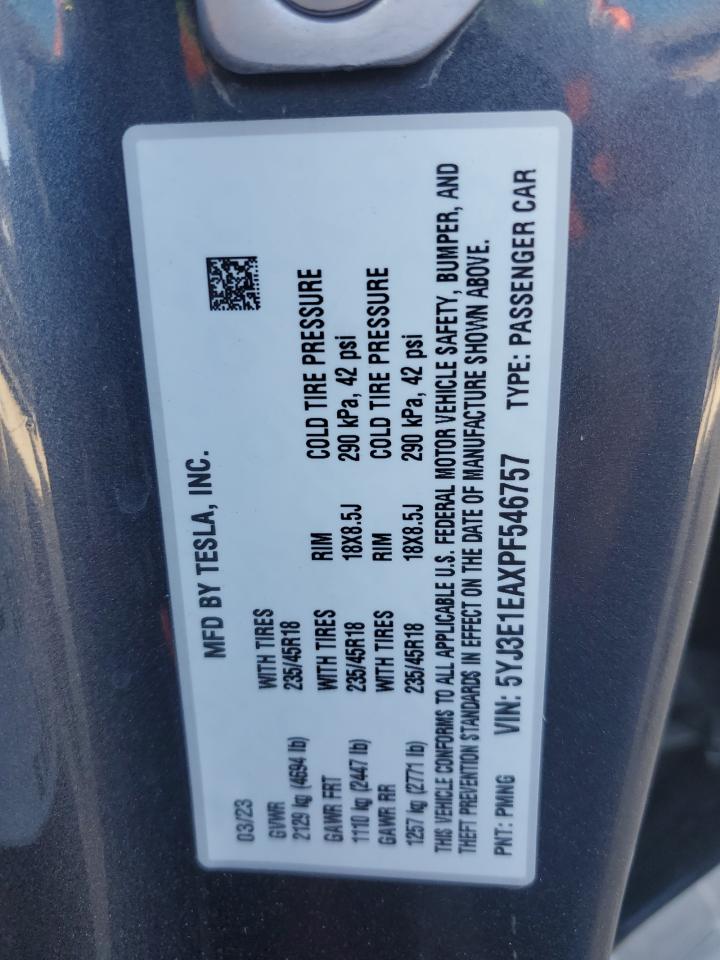 MFD BY TESLA, INC.
03/23
GVWR WITH TIRES RIM COLD TIRE PRESSURE
2129 kg (4694 lb) 235/45R18 18X8.5J 290 kPa, 42 psi
GAWR FRT WITH TIRES RIM COLD TIRE PRESSURE
1110 kg (2447 lb) 235/45R18 18X8.5J 290 kPa, 42 psi
GAWR RR WITH TIRES
1257 kg (2771 lb) 235/45R18
THIS VEHICLE CONFORMS TO ALL APPLICABLE U.S. FEDERAL MOTOR VEHICLE SAFETY, BUMPER, AND
THEFT PREVENTION STANDARDS IN EFFECT ON THE DATE OF MANUFACTURE SHOWN ABOVE.
PNT: PMNG VIN: 5YJ3E1EAXPF546757 TYPE: PASSENGER CAR